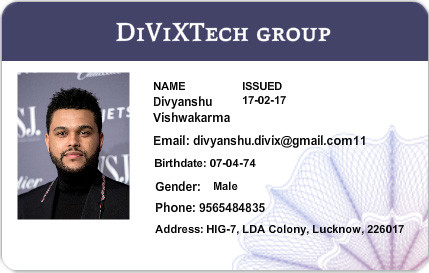 DiViXTech group
NAME ISSUED
Divyanshu 17-02-17
Vishwakarma
Email: divyanshu.divix@gmail.com11
Birthdate: 07-04-74
Gender: Male
Phone: 9565484835
Address: HIG-7, LDA Colony, Lucknow, 226017